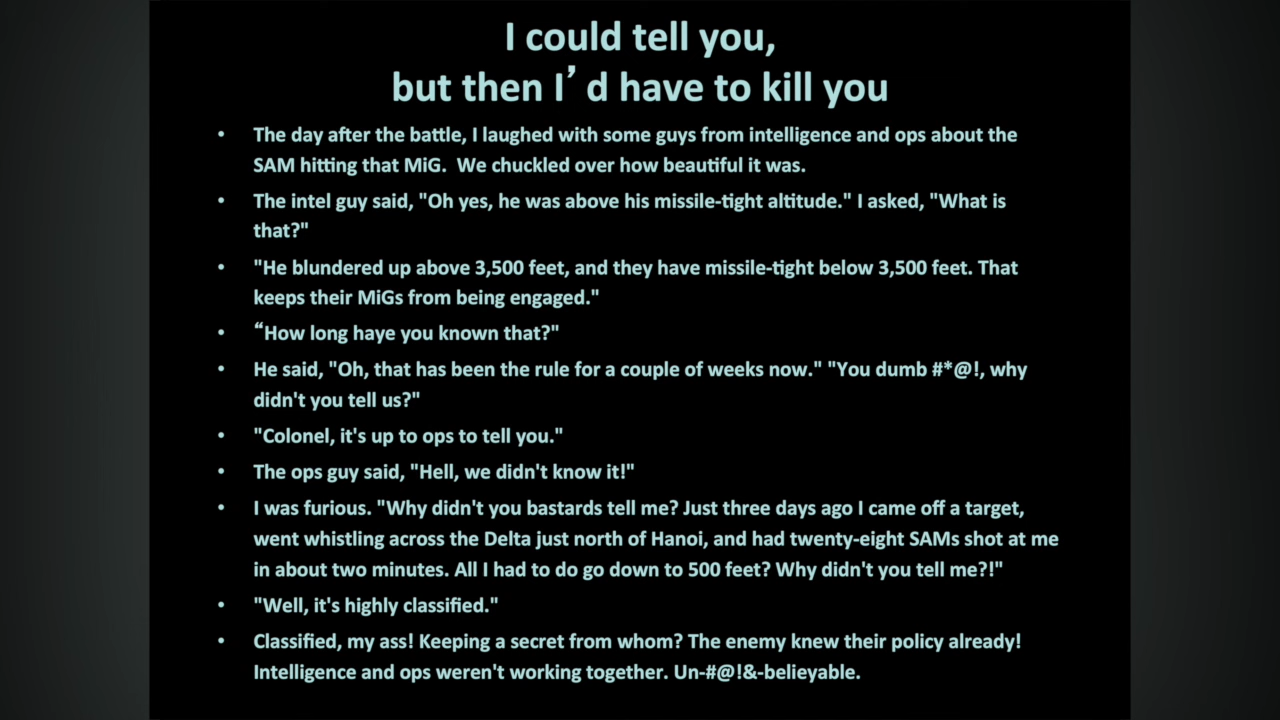 I could tell you,
but then I’d have to kill you
• The day after the battle, I laughed with some guys from intelligence and ops about the
SAM hitting that MiG.  We chuckled over how beautiful it was.
• The intel guy said, "Oh yes, he was above his missile-tight altitude." I asked, "What is
that?"
• "He blundered up above 3,500 feet, and they have missile-tight below 3,500 feet. That
keeps their MiGs from being engaged."
• “How long haye you known that?"
• He said, "Oh, that has been the rule for a couple of weeks now." "You dumb #*@!, why
didn't you tell us?"
• "Colonel, it's up to ops to tell you."
• The ops guy said, "Hell, we didn't know it!"
• I was furious. "Why didn't you bastards tell me? Just three days ago I came off a target,
went whistling across the Delta just north of Hanoi, and had twenty-eight SAMs shot at me
in about two minutes. All I had to do go down to 500 feet? Why didn't you tell me?!"
• "Well, it's highly classified."
• Classified, my ass! Keeping a secret from whom? The enemy knew their policy already!
Intelligence and ops weren't working together. Un-#@!&-belieyable.